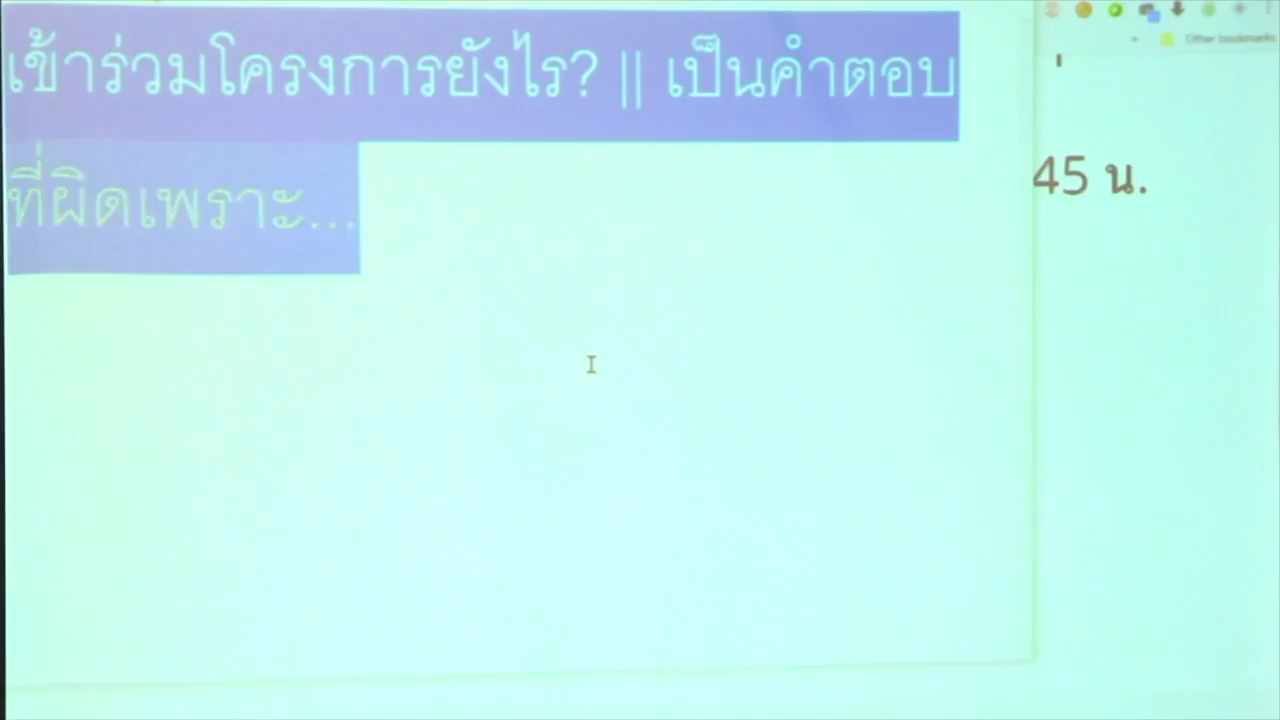 เข้าร่วมโครงการยังไร? || เป็นคำตอบ
ที่ผิดเพราะ...
Other bookmarks
45 น.